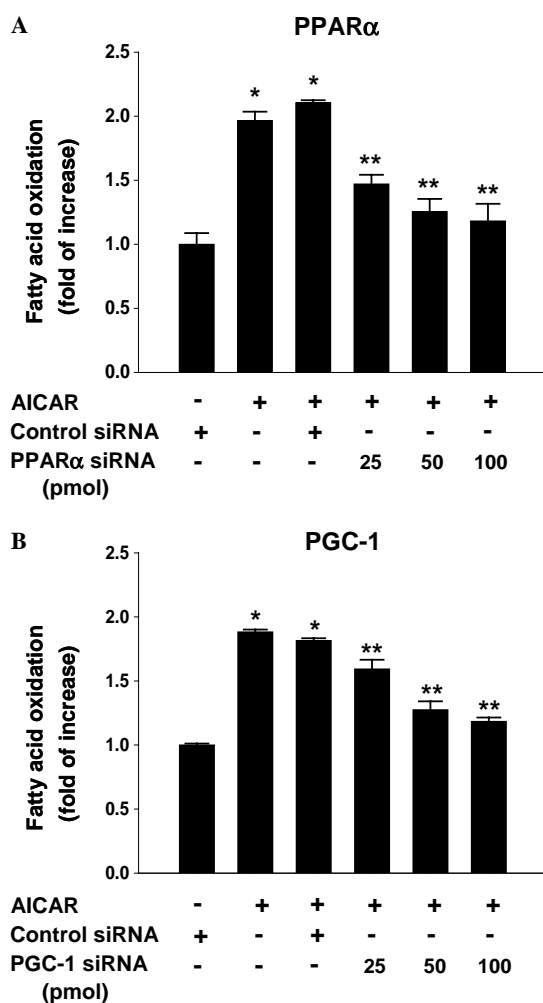 A
PPARα
Fatty acid oxidation
(fold of increase)
2.5
2.0
1.5
1.0
0.5
0.0
* * ** ** **
AICAR - + + + + +
Control siRNA + - + - - -
PPARα siRNA - - - 25 50 100
(pmol)
B
PGC-1
Fatty acid oxidation
(fold of increase)
2.5
2.0
1.5
1.0
0.5
0.0
* * ** ** **
AICAR - + + + + +
Control siRNA + - + - - -
PGC-1 siRNA - - - 25 50 100
(pmol)